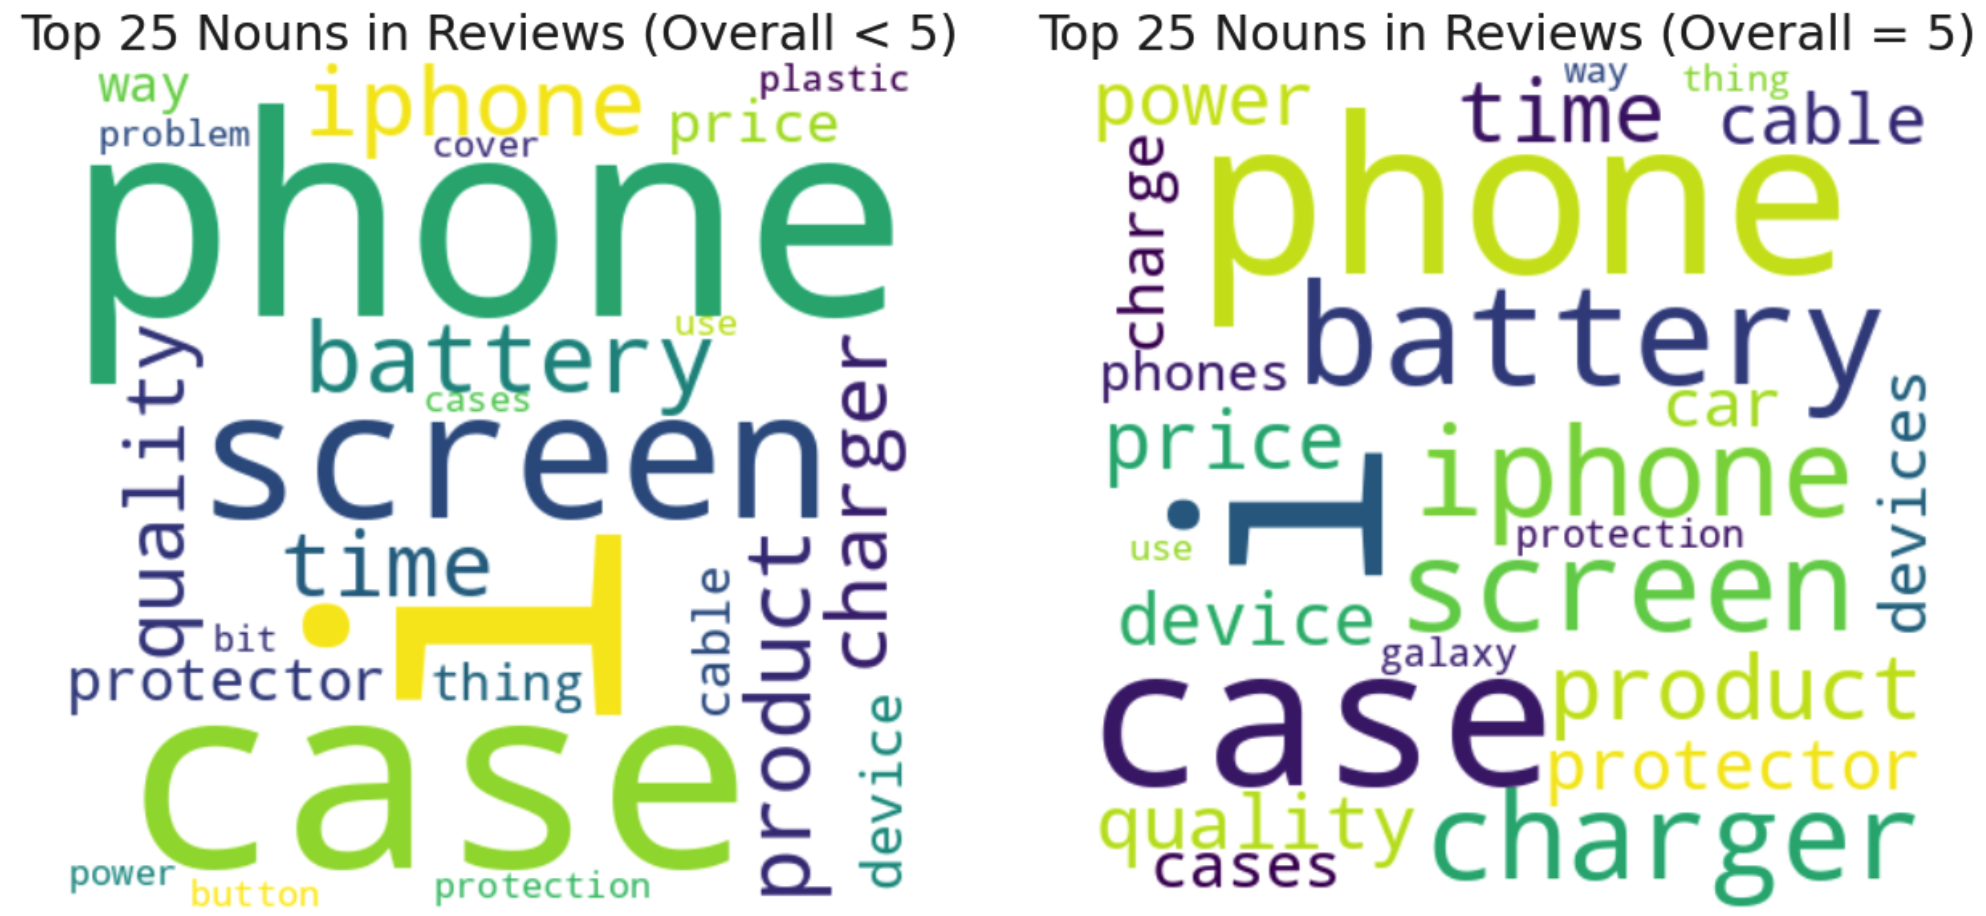 Top 25 Nouns in Reviews (Overall < 5)
way
iphone
plastic
problem
cover
price
phone
use
battery
quality
cases
charger
screen
time
i
product
cable
bit
protector
thing
device
case
power
button
protection
Top 25 Nouns in Reviews (Overall = 5)
power
time
way
thing
cable
charge
phone
battery
phones
car
devices
price
iphone
i
protection
use
screen
device
galaxy
case
product
protector
quality
cases
charger